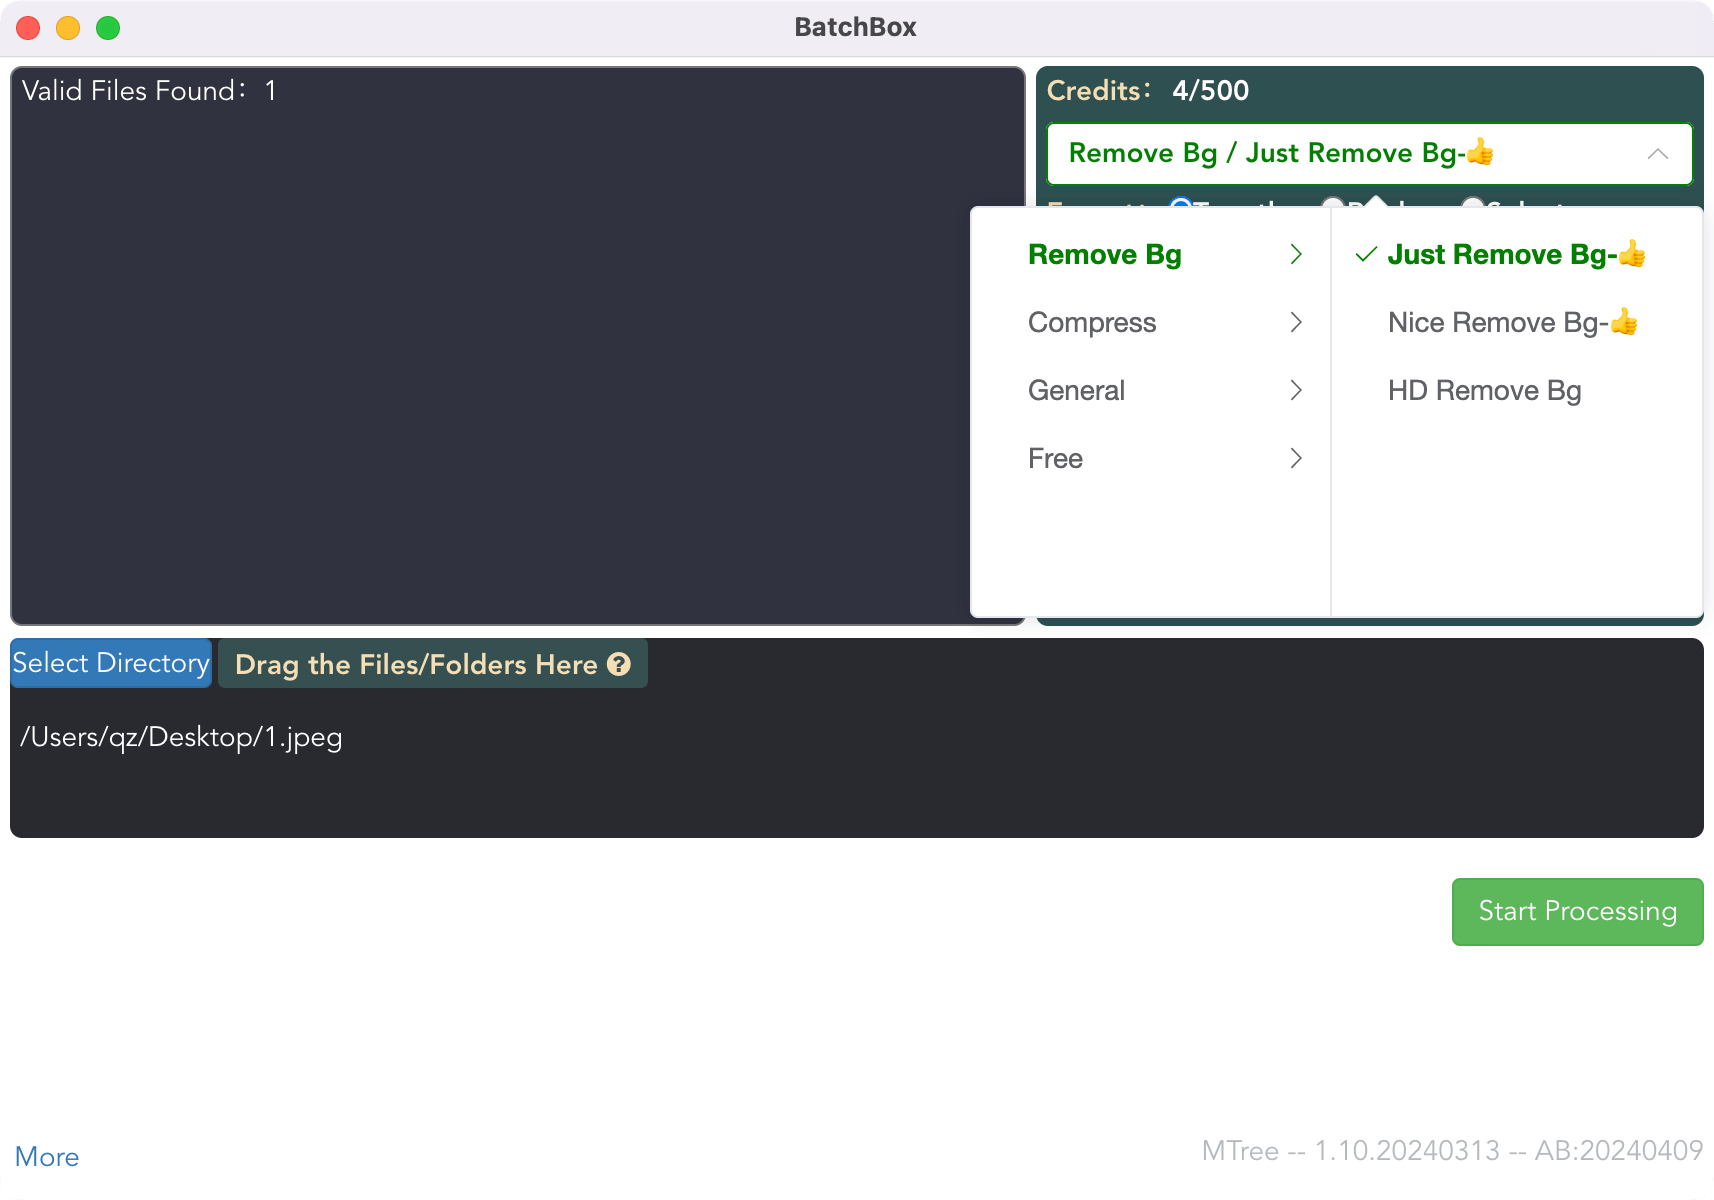 BatchBox
Valid Files Found： 1
Credits： 4/500
Remove Bg / Just Remove Bg-👍
Remove Bg
Compress
General
Free
Just Remove Bg-👍
Nice Remove Bg-👍
HD Remove Bg
Select Directory
Drag the Files/Folders Here ?
/Users/qz/Desktop/1.jpeg
Start Processing
More
MTree -- 1.10.20240313 -- AB:20240409